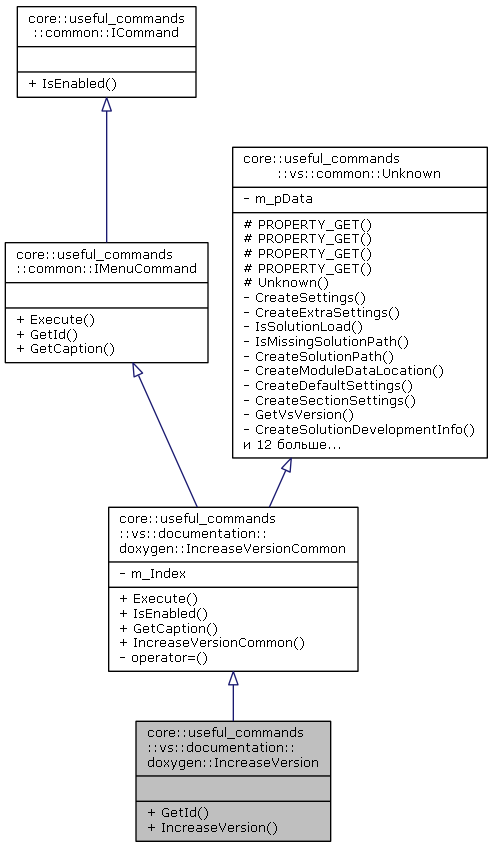 core::useful_commands
::common::ICommand
+ IsEnabled()
core::useful_commands
::vs::common::Unknown
- m_pData
# PROPERTY_GET()
# PROPERTY_GET()
# PROPERTY_GET()
# PROPERTY_GET()
# Unknown()
- CreateSettings()
- CreateExtraSettings()
- IsSolutionLoad()
- IsMissingSolutionPath()
- CreateSolutionPath()
- CreateModuleDataLocation()
- CreateDefaultSettings()
- CreateSectionSettings()
- GetVsVersion()
- CreateSolutionDevelopmentInfo()
и 12 больше...
core::useful_commands
::common::IMenuCommand
+ Execute()
+ GetId()
+ GetCaption()
core::useful_commands
::vs::documentation::
doxygen::IncreaseVersionCommon
- m_Index
+ Execute()
+ IsEnabled()
+ GetCaption()
+ IncreaseVersionCommon()
- operator=()
core::useful_commands
::vs::documentation::
doxygen::IncreaseVersion
+ GetId()
+ IncreaseVersion()